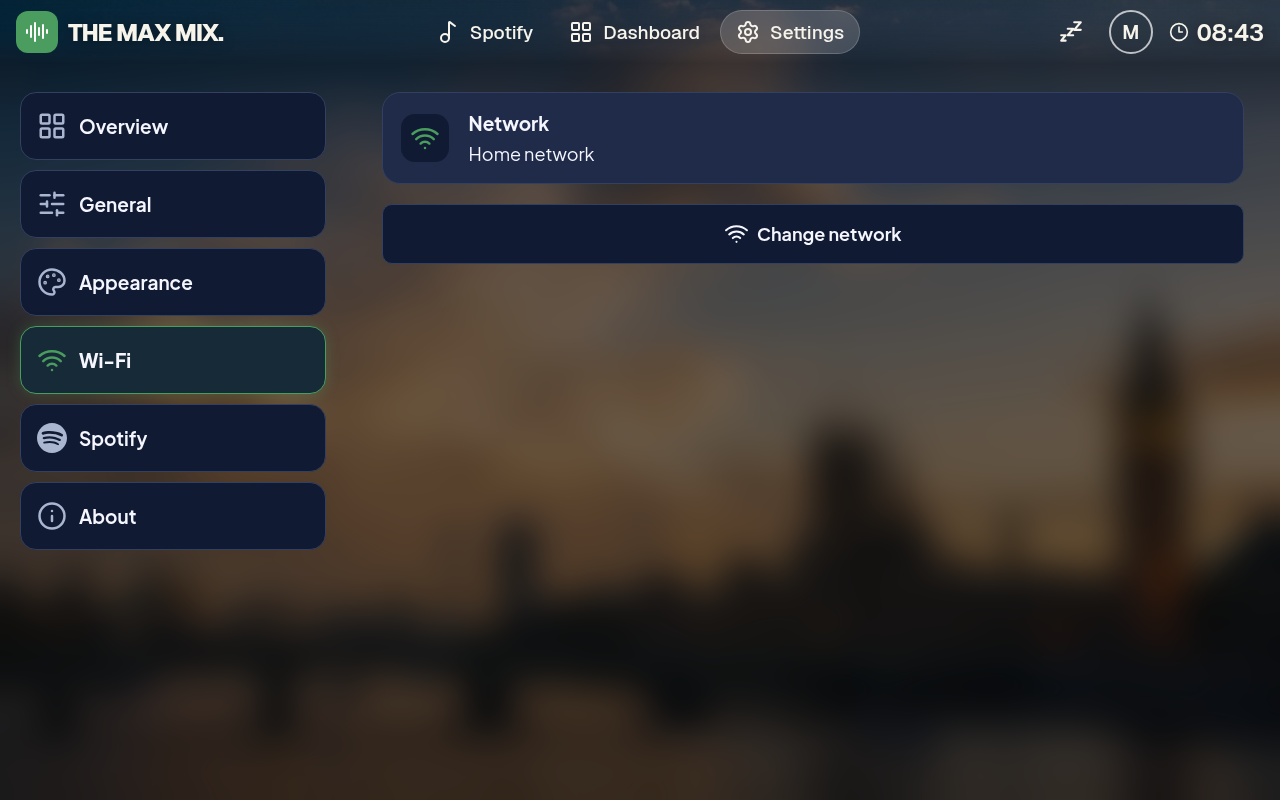 THE MAX MIX.
Spotify
Dashboard
Settings
M
08:43
Overview
General
Appearance
Wi-Fi
Spotify
About
Network
Home network
Change network